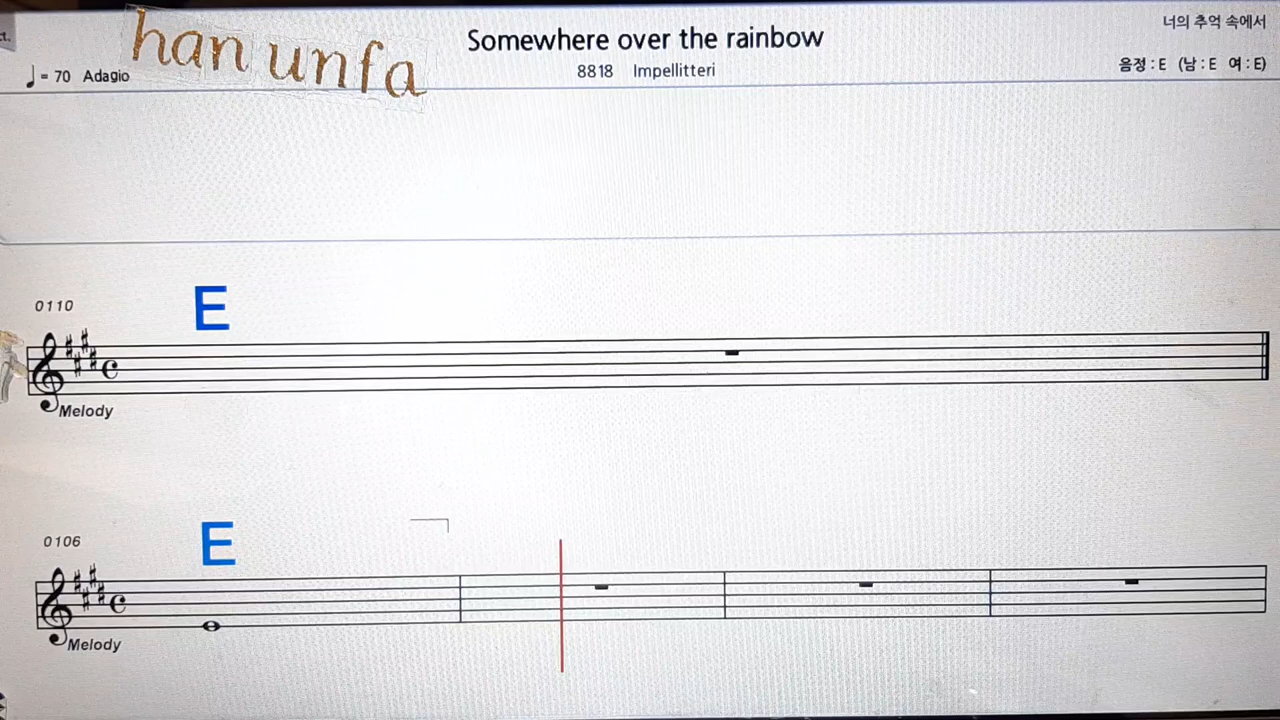 ct.
han unfa
Somewhere over the rainbow
너의 추억 속에서
♩= 70 Adagio
8818 Impellitteri
음정 : E (남 : E 여 : E)
0110
E
Melody
0106
E
Melody